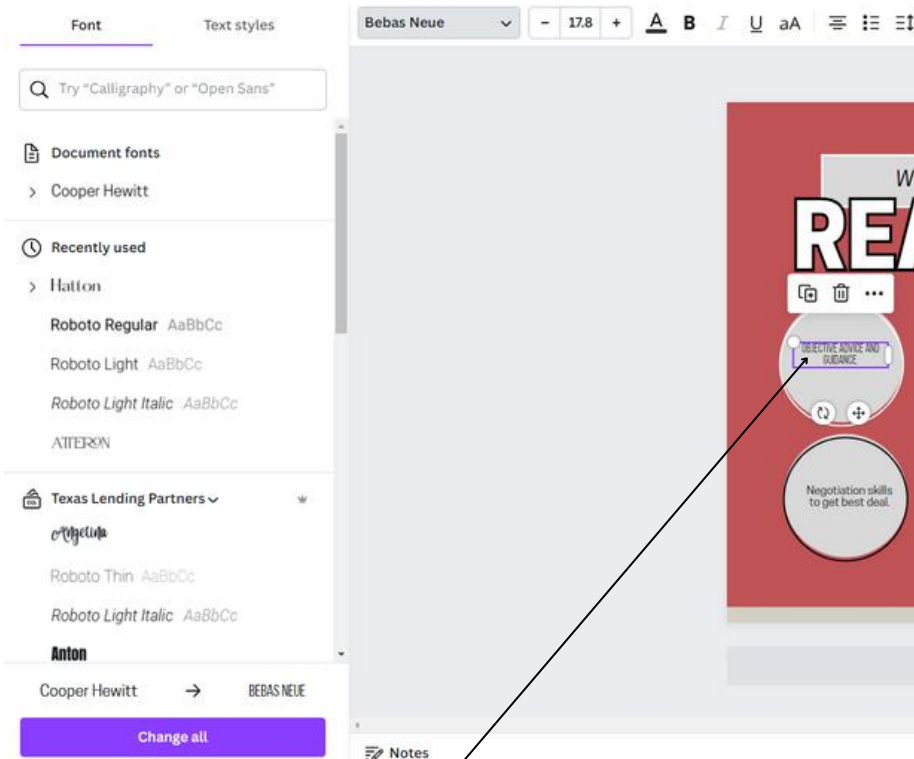 Font Text styles
Try “Calligraphy” or “Open Sans”
Document fonts
Cooper Hewitt
Recently used
Hatton
Roboto Regular AaBbCc
Roboto Light AaBbCc
Roboto Light Italic AaBbCc
ATTERON
Texas Lending Partners
Angelina
Roboto Thin AaBbCc
Roboto Light Italic AaBbCc
Anton
Cooper Hewitt → BEBAS NEUE
Change all
Bebas Neue - 17.8 + A B I U aA
W
REA
OBJECTIVE ADVICE AND
GUIDANCE
Negotiation skills
to get best deal.
Notes